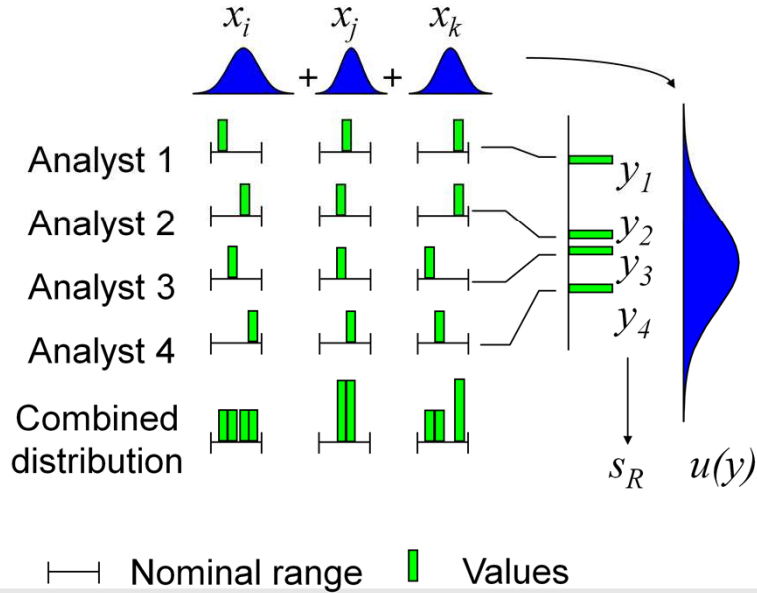 x_i x_j x_k
+ +
Analyst 1
y_1
Analyst 2
y_2
Analyst 3
y_3
Analyst 4
y_4
Combined
distribution
s_R u(y)
Nominal range Values